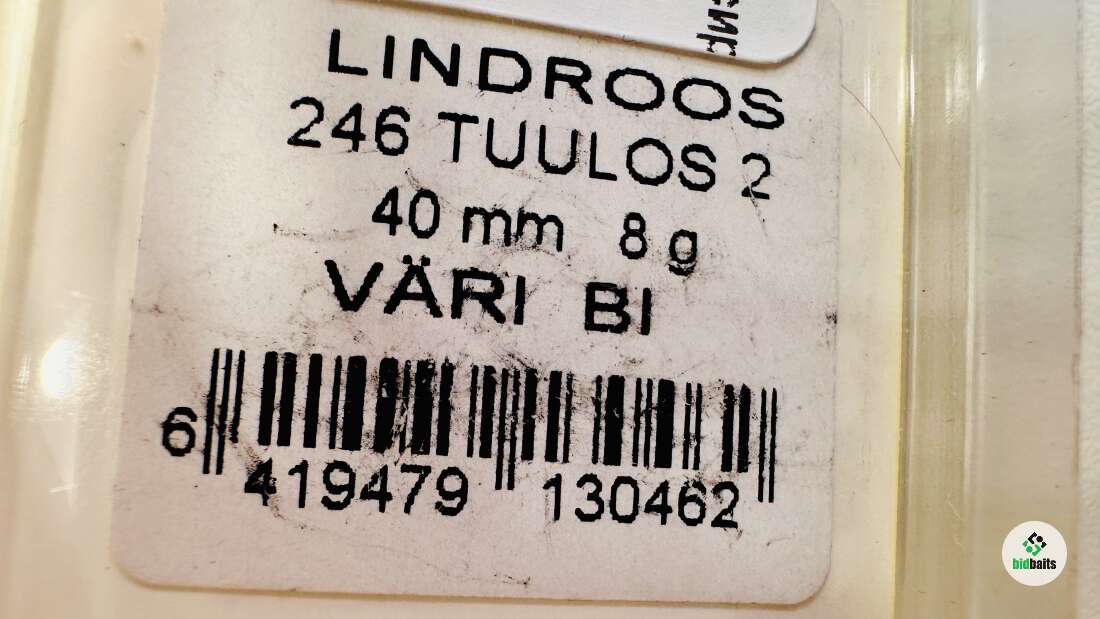 LINDROOS
246 TUULOS 2
40 mm 8 g
VÄRI BI
6 419479 130462
bidbaits